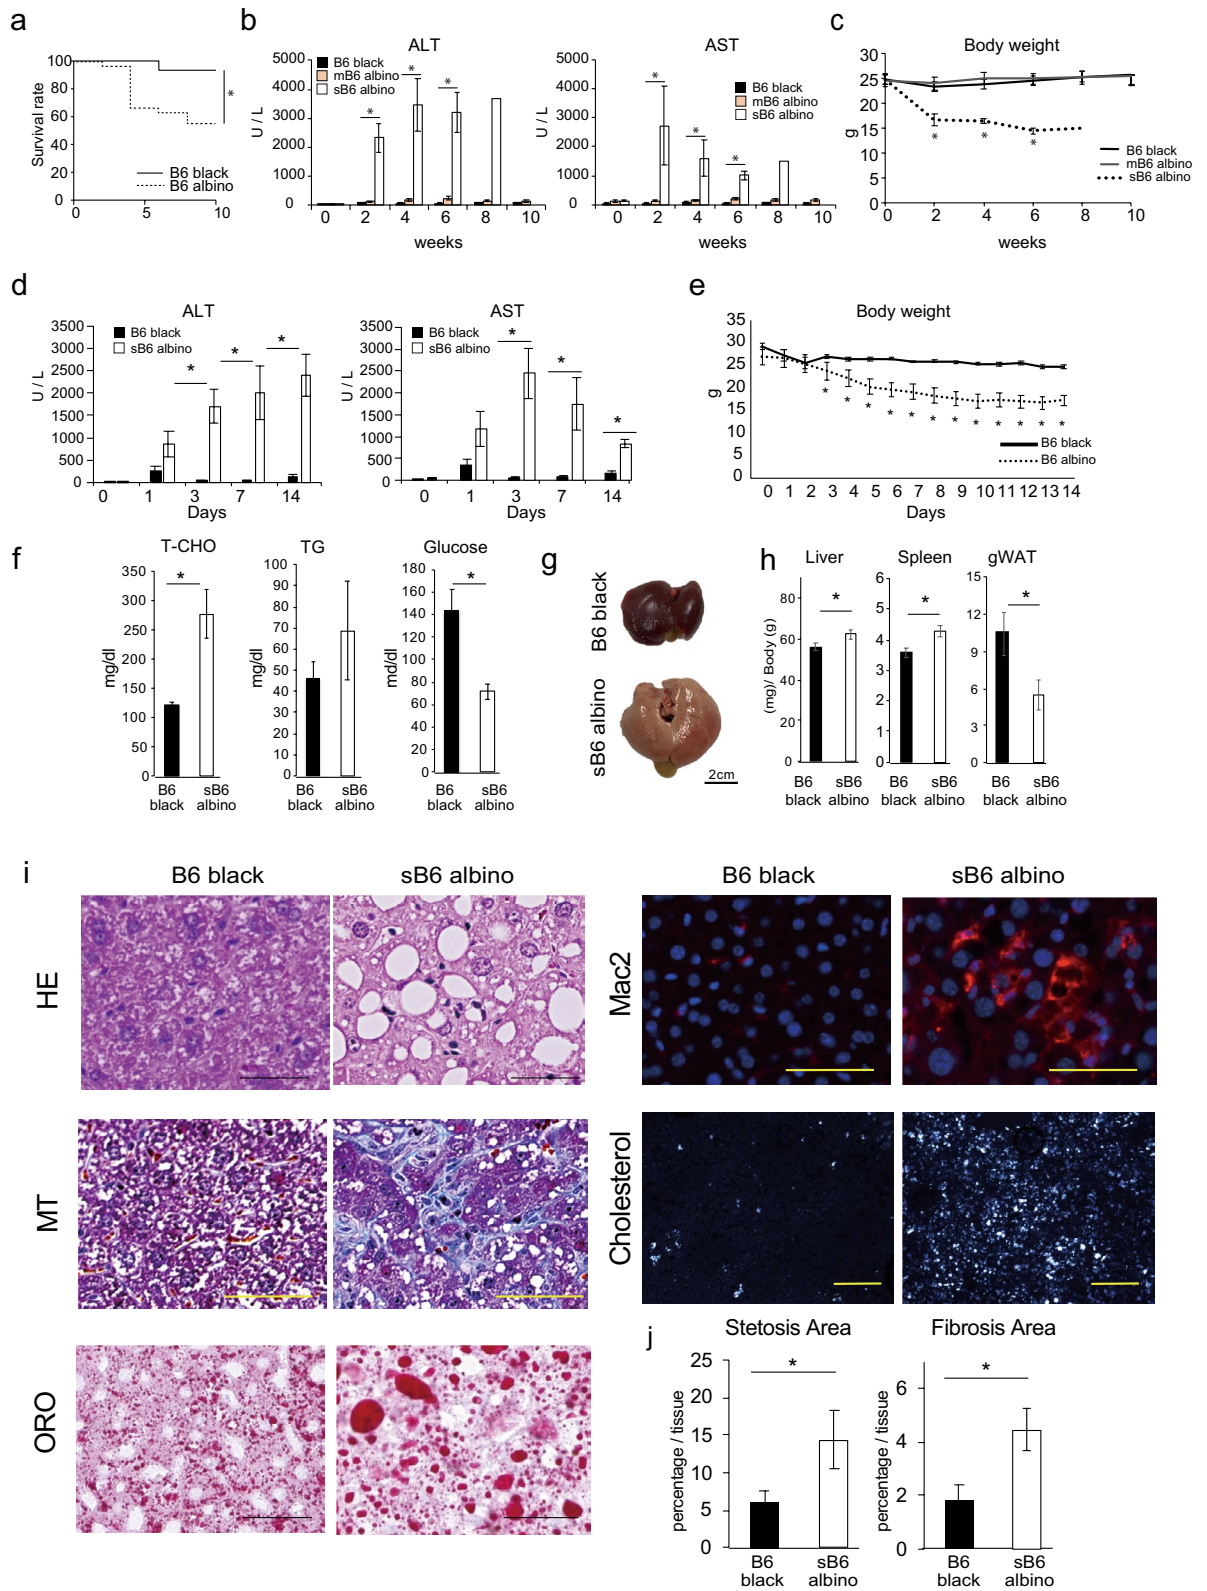 a
100
80
60
40
20
0
Survival rate
*
B6 black
B6 albino
0 5 10
b
ALT
5000
4000
3000
2000
1000
0
U / L
B6 black
mB6 albino
sB6 albino
* * *
0 2 4 6 8 10
weeks
AST
5000
4000
3000
2000
1000
0
U / L
B6 black
mB6 albino
sB6 albino
* * *
0 2 4 6 8 10
weeks
c
Body weight
30
25
20
15
10
5
0
g
* * *
B6 black
mB6 albino
sB6 albino
0 2 4 6 8 10
weeks
d
ALT
3500
3000
2500
2000
1500
1000
500
0
U / L
B6 black
sB6 albino
* * *
0 1 3 7 14
Days
AST
3500
3000
2500
2000
1500
1000
500
0
U / L
B6 black
sB6 albino
* * *
0 1 3 7 14
Days
e
Body weight
35
30
25
20
15
10
5
0
g
* * * * * * * * * * * *
B6 black
B6 albino
0 1 2 3 4 5 6 7 8 9 10 11 12 13 14
Days
f
T-CHO
350
300
250
200
150
100
50
0
mg/dl
*
B6 black
sB6 albino
TG
100
90
80
70
60
50
40
30
20
10
0
mg/dl
B6 black
sB6 albino
Glucose
180
160
140
120
100
80
60
40
20
0
md/dl
*
B6 black
sB6 albino
g
B6 black
sB6 albino
2cm
h
Liver
80
60
40
20
0
(mg)/ Body (g)
*
B6 black
sB6 albino
Spleen
6
5
4
3
2
1
0
*
B6 black
sB6 albino
gWAT
15
12
9
6
3
0
*
B6 black
sB6 albino
i
B6 black
sB6 albino
B6 black
sB6 albino
HE
Mac2
MT
Cholesterol
ORO
j
Stetosis Area
25
20
15
10
5
0
percentage / tissue
*
B6 black
sB6 albino
Fibrosis Area
6
4
2
0
percentage / tissue
*
B6 black
sB6 albino